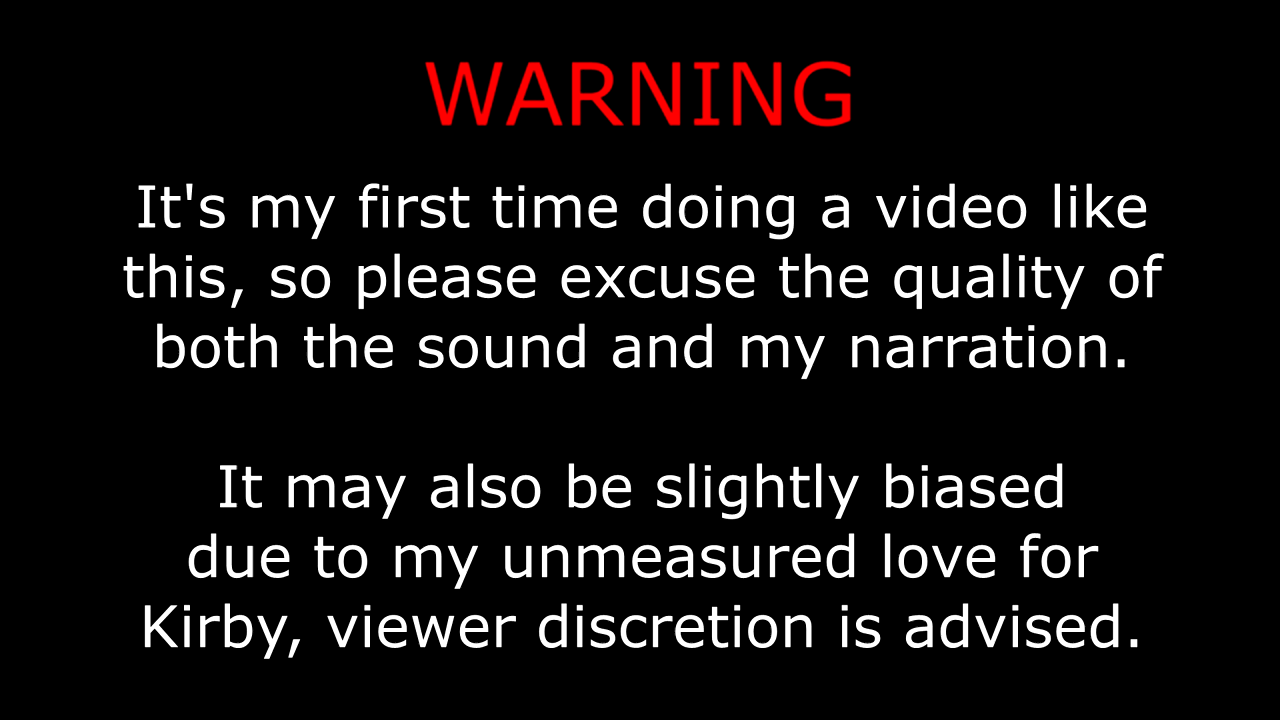 WARNING
It's my first time doing a video like
this, so please excuse the quality of
both the sound and my narration.
It may also be slightly biased
due to my unmeasured love for
Kirby, viewer discretion is advised.